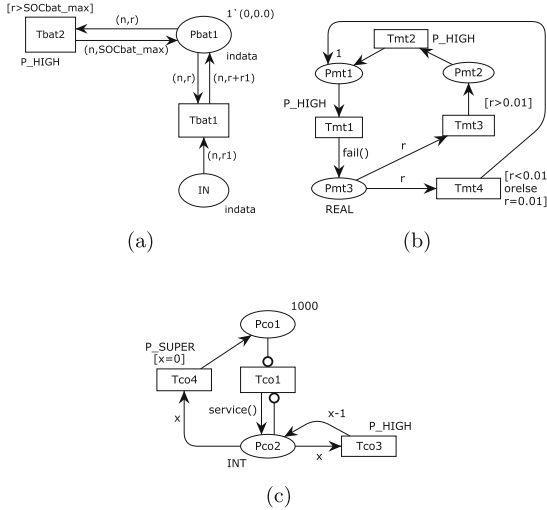 [r>SOCbat_max]
Tbat2
P_HIGH
(n,r)
(n,SOCbat_max)
1`(0,0.0)
Pbat1
indata
(n,r)
(n,r+r1)
Tbat1
(n,r1)
IN
indata
(a)
Tmt2
P_HIGH
1
Pmt1
Pmt2
P_HIGH
[r>0.01]
Tmt1
Tmt3
fail()
r
Pmt3
r
Tmt4
REAL
[r<0.01
orelse
r=0.01]
(b)
1000
Pco1
P_SUPER
[x=0]
Tco4
Tco1
service()
x-1
P_HIGH
x
Pco2
x
Tco3
INT
(c)